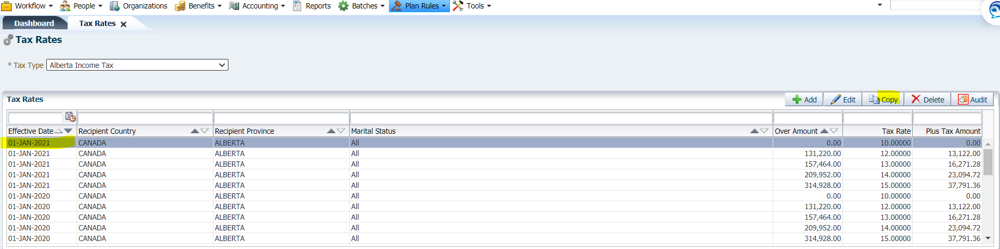 Workflow People Organizations Benefits Accounting Reports Batches Plan Rules Tools
Dashboard Tax Rates
Tax Rates
* Tax Type Alberta Income Tax
Tax Rates Add Edit Copy Delete Audit
Effective Date Recipient Country Recipient Province Marital Status Over Amount Tax Rate Plus Tax Amount
01-JAN-2021 CANADA ALBERTA All 0.00 10.00000 0.00
01-JAN-2021 CANADA ALBERTA All 131,220.00 12.00000 13,122.00
01-JAN-2021 CANADA ALBERTA All 157,464.00 13.00000 16,271.28
01-JAN-2021 CANADA ALBERTA All 209,952.00 14.00000 23,094.72
01-JAN-2021 CANADA ALBERTA All 314,928.00 15.00000 37,791.36
01-JAN-2020 CANADA ALBERTA All 0.00 10.00000 0.00
01-JAN-2020 CANADA ALBERTA All 131,220.00 12.00000 13,122.00
01-JAN-2020 CANADA ALBERTA All 157,464.00 13.00000 16,271.28
01-JAN-2020 CANADA ALBERTA All 209,952.00 14.00000 23,094.72
01-JAN-2020 CANADA ALBERTA All 314,928.00 15.00000 37,791.36